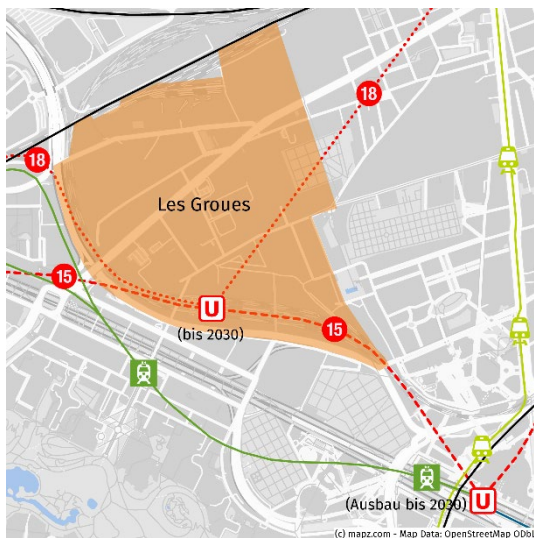 18
18
Les Groues
15
U
15
(bis 2030)
(Ausbau bis 2030)
U
(c) mapz.com - Map Data: OpenStreetMap ODbL